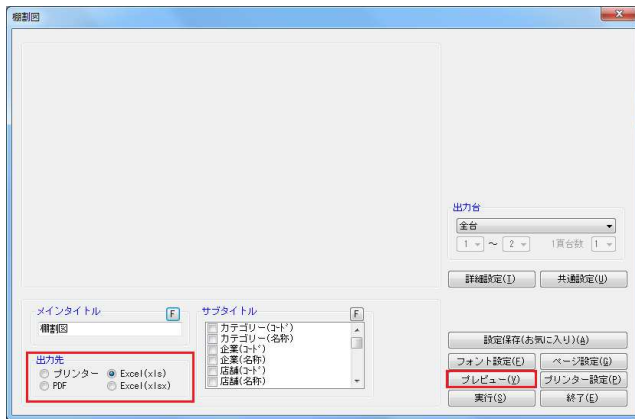 棚割図
出力台
全台
1 ～ 2 1頁台数 1
詳細設定(I) 共通設定(U)
メインタイトル F
棚割図
サブタイトル F
カテゴリー(コード)
カテゴリー(名称)
企業(コード)
企業(名称)
店舗(コード)
店舗(名称)
出力先
プリンター Excel(xls)
PDF Excel(xlsx)
設定保存(お気に入り)(A)
フォント設定(F) ページ設定(G)
プレビュー(V) プリンター設定(P)
実行(S) 終了(E)